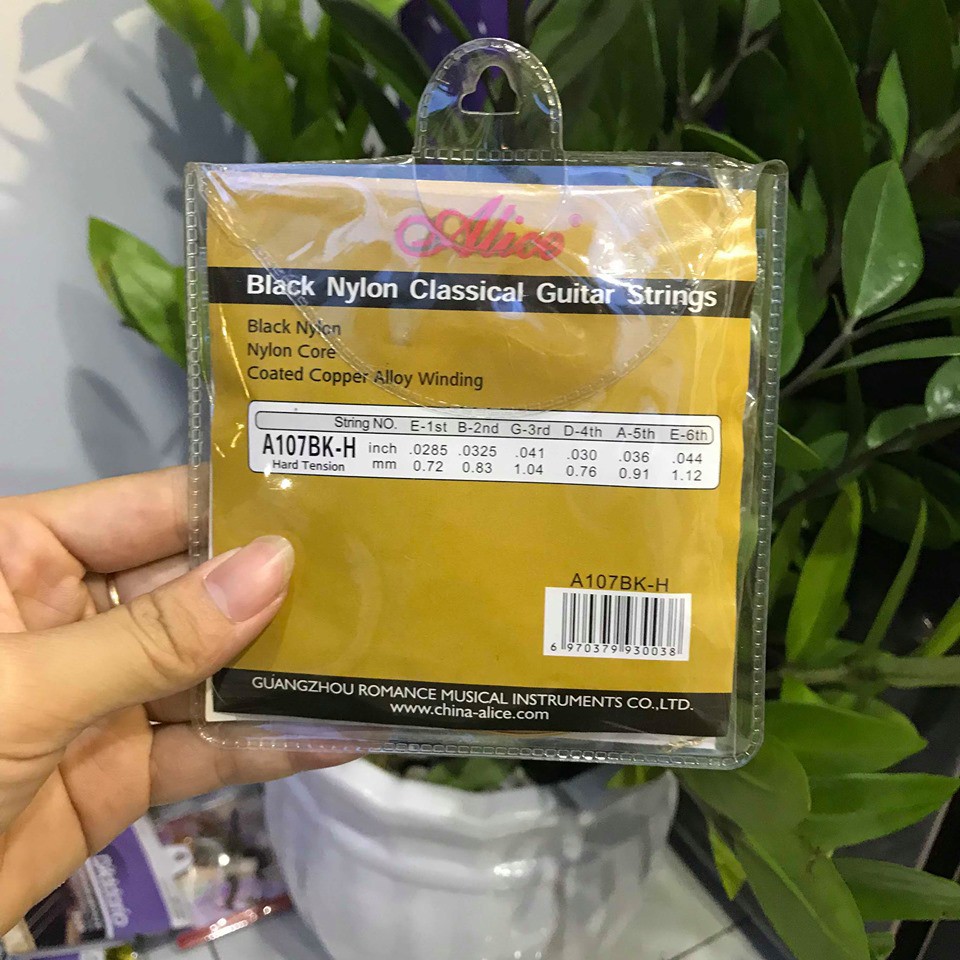 Alice®
Black Nylon Classical Guitar Strings
Black Nylon
Nylon Core
Coated Copper Alloy Winding
String NO. E-1st B-2nd G-3rd D-4th A-5th E-6th
A107BK-H inch .0285 .0325 .041 .030 .036 .044
Hard Tension mm 0.72 0.83 1.04 0.76 0.91 1.12
A107BK-H
6 970379 930038
GUANGZHOU ROMANCE MUSICAL INSTRUMENTS CO.,LTD.
www.china-alice.com